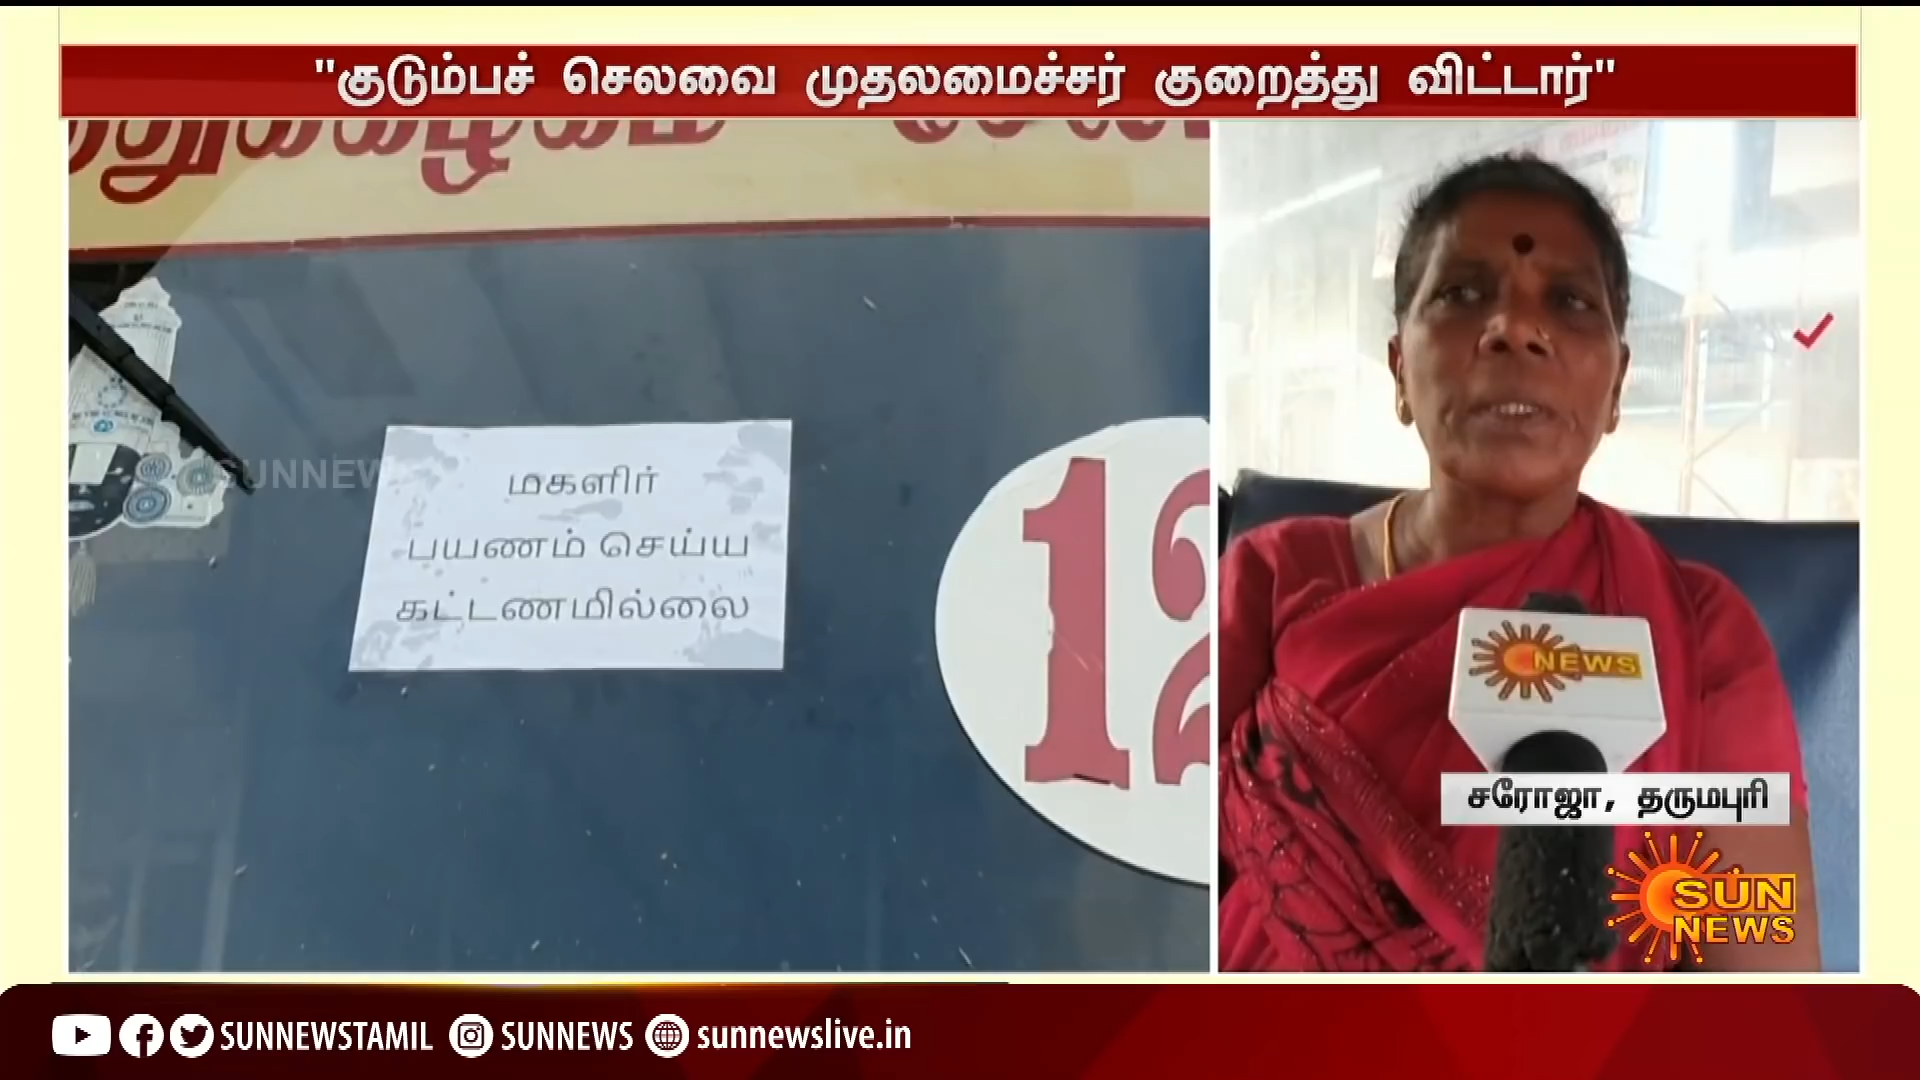 "குடும்பச் செலவை முதலமைச்சர் குறைத்து விட்டார்"
SUNNEW
மகளிர்
பயணம் செய்ய
கட்டணமில்லை
12
NEWS
சரோஜா, தருமபுரி
SUN
NEWS
SUNNEWSTAMIL SUNNEWS sunnewslive.in